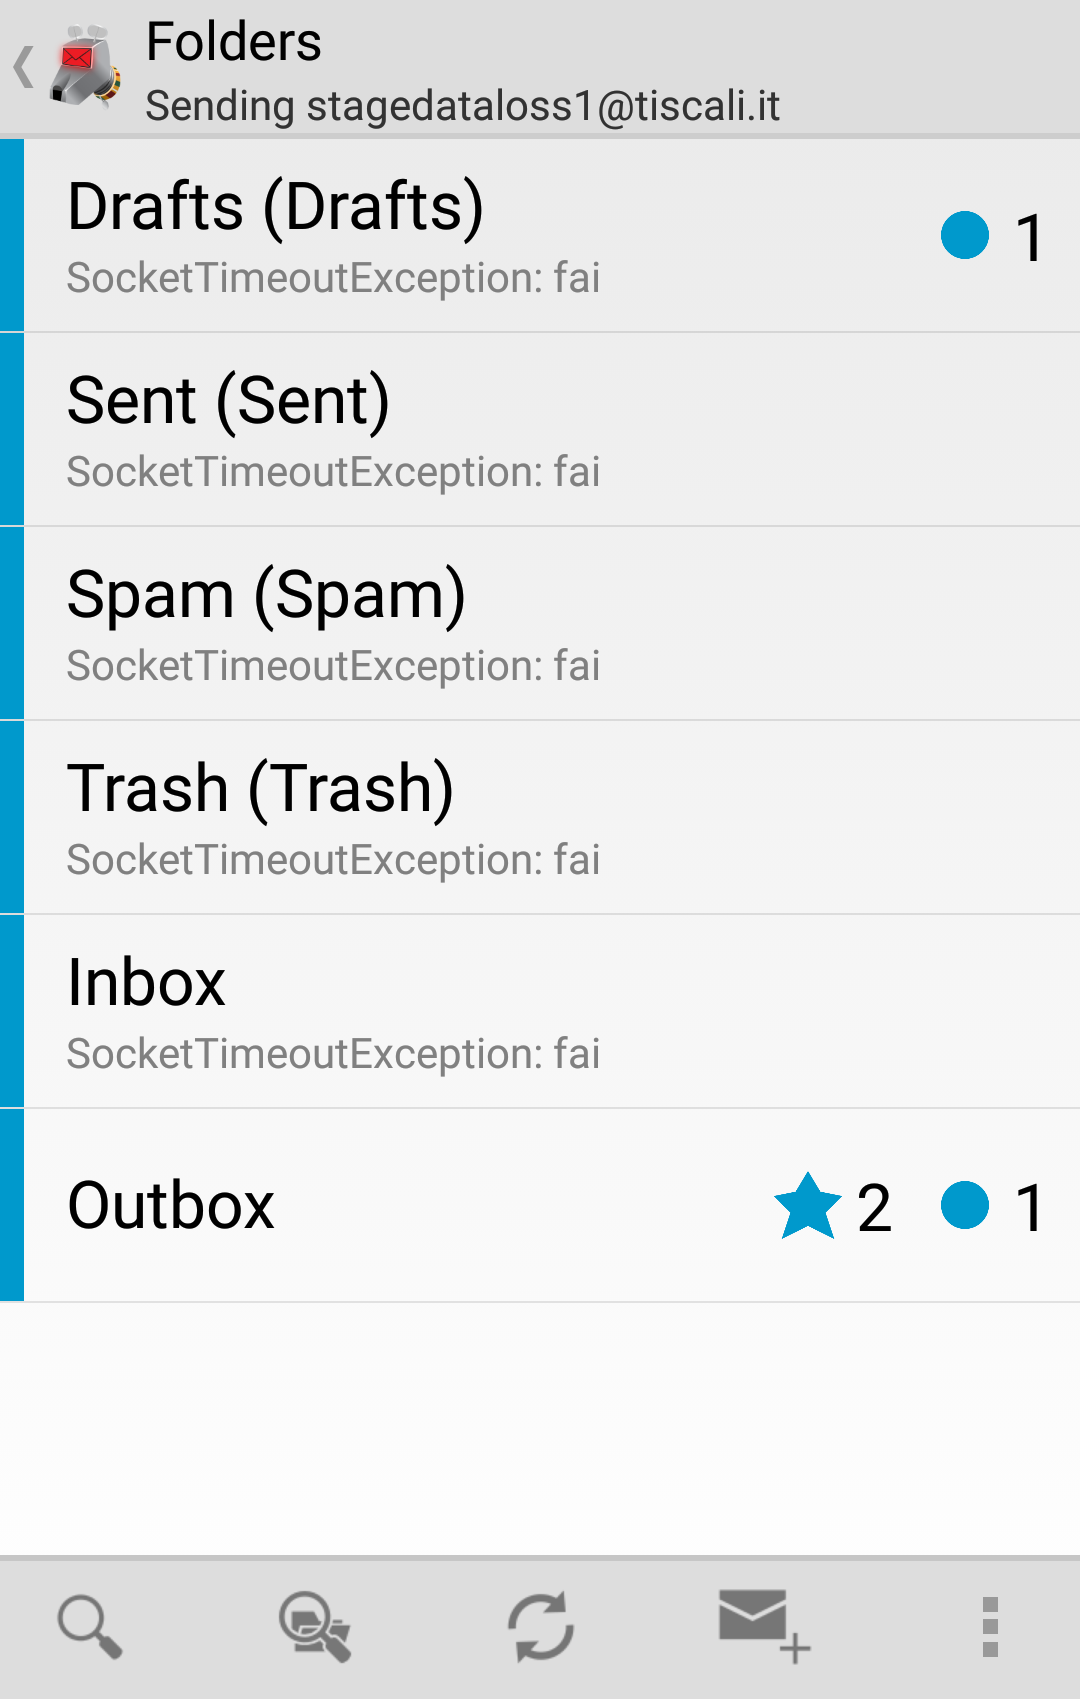 Folders
Sending stagedataloss1@tiscali.it
Drafts (Drafts)
SocketTimeoutException: fai
1
Sent (Sent)
SocketTimeoutException: fai
Spam (Spam)
SocketTimeoutException: fai
Trash (Trash)
SocketTimeoutException: fai
Inbox
SocketTimeoutException: fai
Outbox 2 1